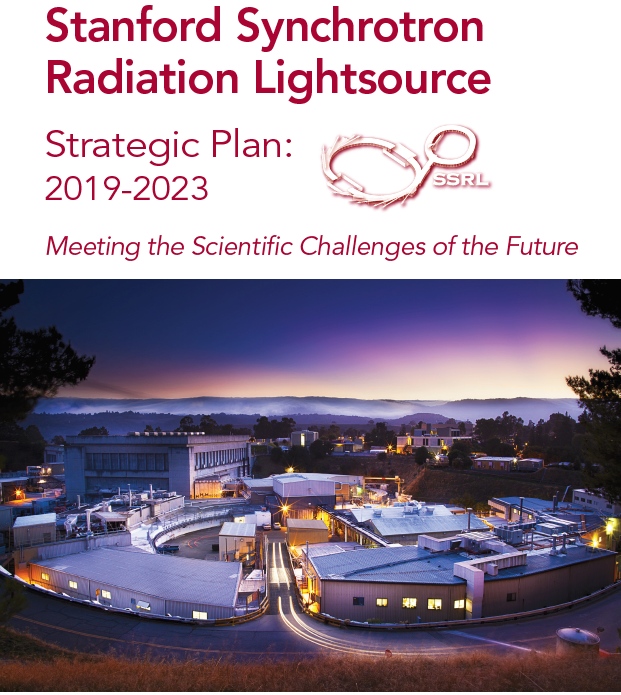 Stanford Synchrotron
Radiation Lightsource
Strategic Plan:
2019-2023
SSRL
Meeting the Scientific Challenges of the Future